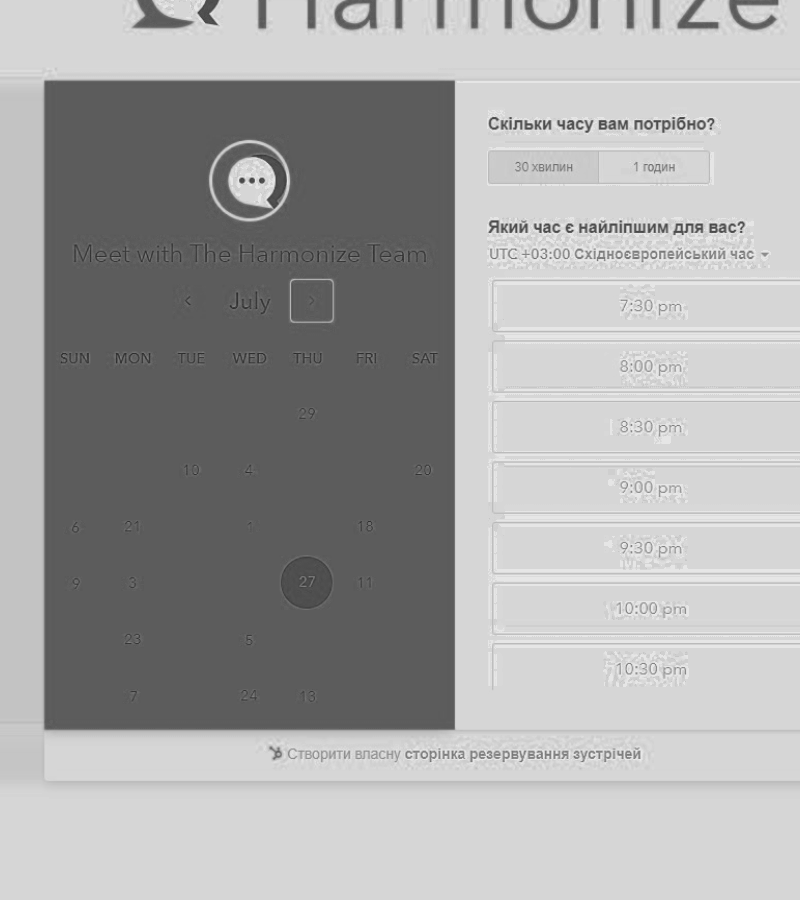 Harmonize
Meet with The Harmonize Team
July
SUN MON TUE WED THU FRI SAT
29
10 4 20
6 21 1 18
9 3 27 11
23 5
7 24 13
Скільки часу вам потрібно?
30 хвилин 1 годин
Який час є найліпшим для вас?
UTC +03:00 Східноєвропейський час
7:30 pm
8:00 pm
8:30 pm
9:00 pm
9:30 pm
10:00 pm
10:30 pm
Створити власну сторінка резервування зустрічей